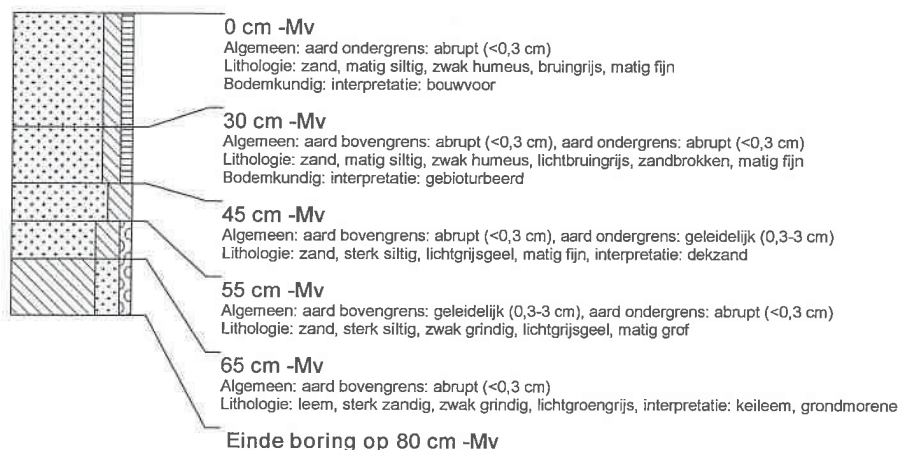 0 cm -Mv
Algemeen: aard ondergrens: abrupt (<0,3 cm)
Lithologie: zand, matig siltig, zwak humeus, bruingrijs, matig fijn
Bodemkundig: interpretatie: bouwvoor
30 cm -Mv
Algemeen: aard bovengrens: abrupt (<0,3 cm), aard ondergrens: abrupt (<0,3 cm)
Lithologie: zand, matig siltig, zwak humeus, lichtbruingrijs, zandbrokken, matig fijn
Bodemkundig: interpretatie: gebioturbeerd
45 cm -Mv
Algemeen: aard bovengrens: abrupt (<0,3 cm), aard ondergrens: geleidelijk (0,3-3 cm)
Lithologie: zand, sterk siltig, lichtgrijsgeel, matig fijn, interpretatie: dekzand
55 cm -Mv
Algemeen: aard bovengrens: geleidelijk (0,3-3 cm), aard ondergrens: abrupt (<0,3 cm)
Lithologie: zand, sterk siltig, zwak grindig, lichtgrijsgeel, matig grof
65 cm -Mv
Algemeen: aard bovengrens: abrupt (<0,3 cm)
Lithologie: leem, sterk zandig, zwak grindig, lichtgroengrijs, interpretatie: keileem, grondmorene
Einde boring op 80 cm -Mv